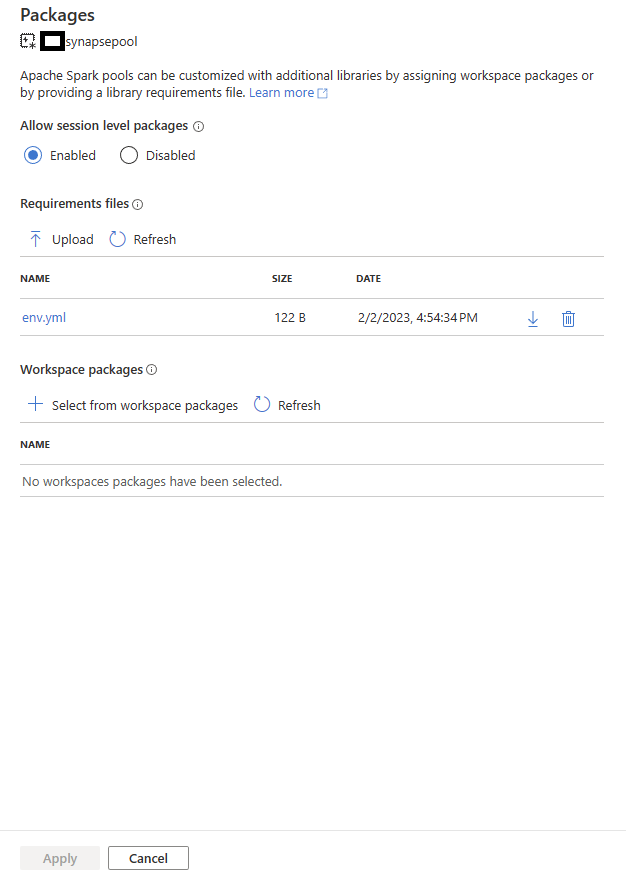 Packages
synapsepool
Apache Spark pools can be customized with additional libraries by assigning workspace packages or
by providing a library requirements file. Learn more
Allow session level packages
Enabled Disabled
Requirements files
Upload Refresh
NAME SIZE DATE
env.yml 122 B 2/2/2023, 4:54:34 PM
Workspace packages
Select from workspace packages Refresh
NAME
No workspaces packages have been selected.
Apply Cancel